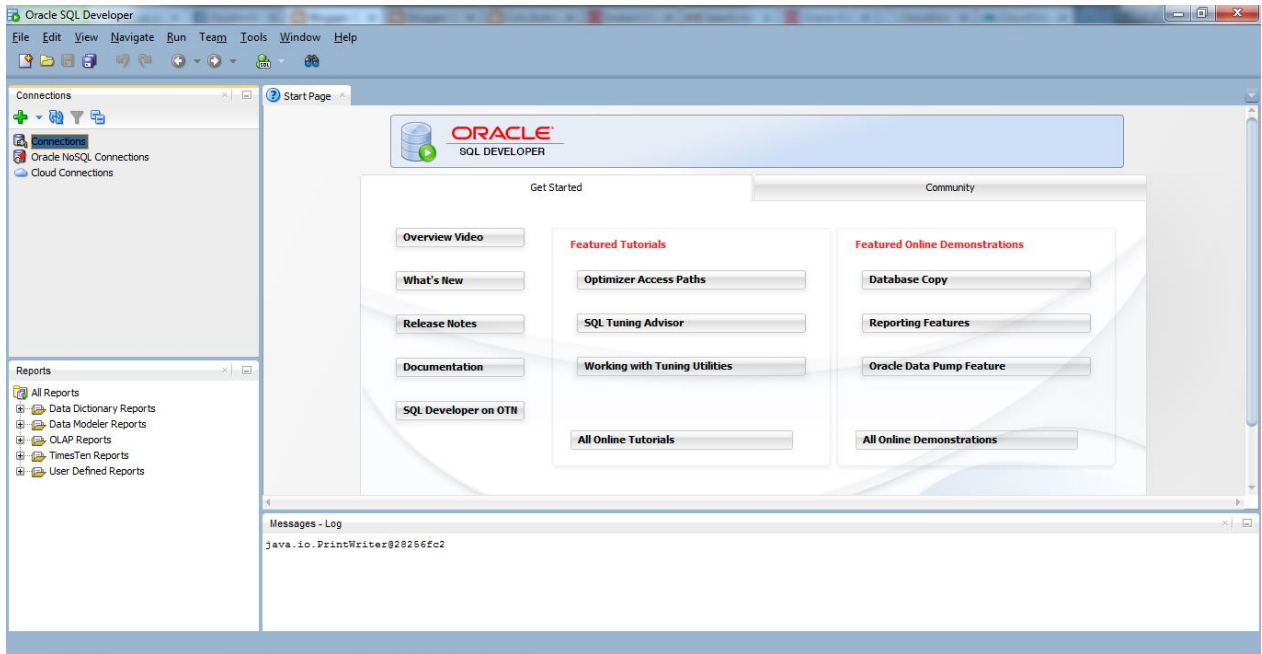 Oracle SQL Developer
File Edit View Navigate Run Team Tools Window Help
Connections
Connections
Oracle NoSQL Connections
Cloud Connections
Reports
All Reports
Data Dictionary Reports
Data Modeler Reports
OLAP Reports
TimesTen Reports
User Defined Reports
Start Page
ORACLE
SQL DEVELOPER
Get Started
Community
Overview Video
What's New
Release Notes
Documentation
SQL Developer on OTN
Featured Tutorials
Optimizer Access Paths
SQL Tuning Advisor
Working with Tuning Utilities
All Online Tutorials
Featured Online Demonstrations
Database Copy
Reporting Features
Oracle Data Pump Feature
All Online Demonstrations
Messages - Log
java.io.PrintWriter@28256fc2